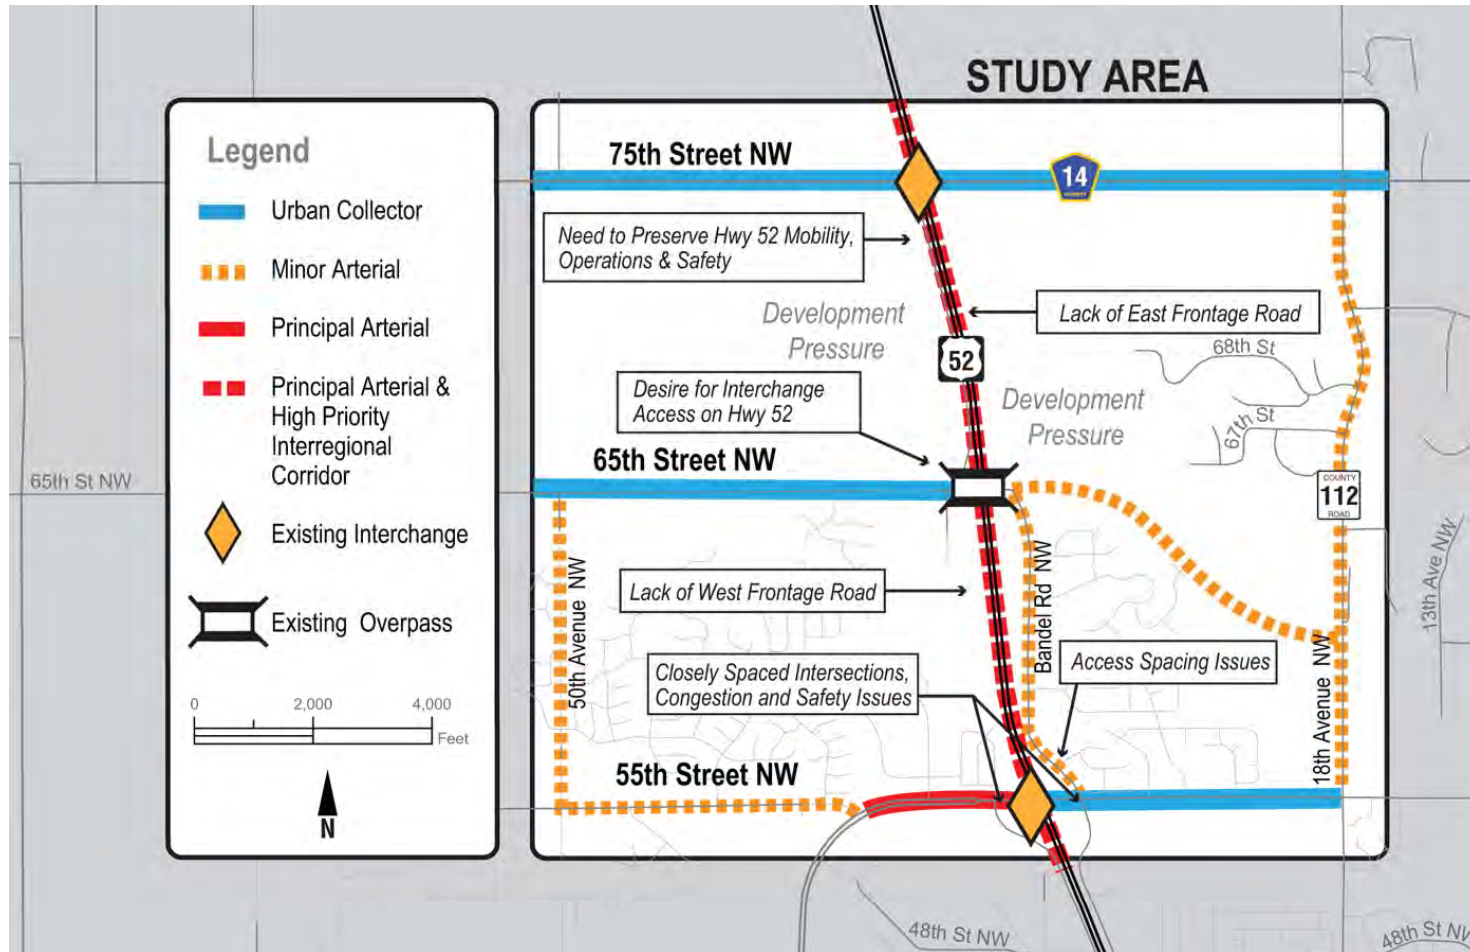 STUDY AREA
Legend
Urban Collector
Minor Arterial
Principal Arterial
Principal Arterial &
High Priority
Interregional
Corridor
Existing Interchange
Existing Overpass
0
2,000
4,000
Feet
N
65th St NW
75th Street NW
14
COUNTY
Need to Preserve Hwy 52 Mobility,
Operations & Safety
Development
Pressure
Lack of East Frontage Road
52
68th St
Desire for Interchange
Access on Hwy 52
Development
Pressure
67th St
65th Street NW
COUNTY
112
ROAD
13th Ave NW
50th Avenue NW
Lack of West Frontage Road
Bandel Rd NW
Closely Spaced Intersections,
Congestion and Safety Issues
Access Spacing Issues
18th Avenue NW
55th Street NW
48th St NW
48th St NW